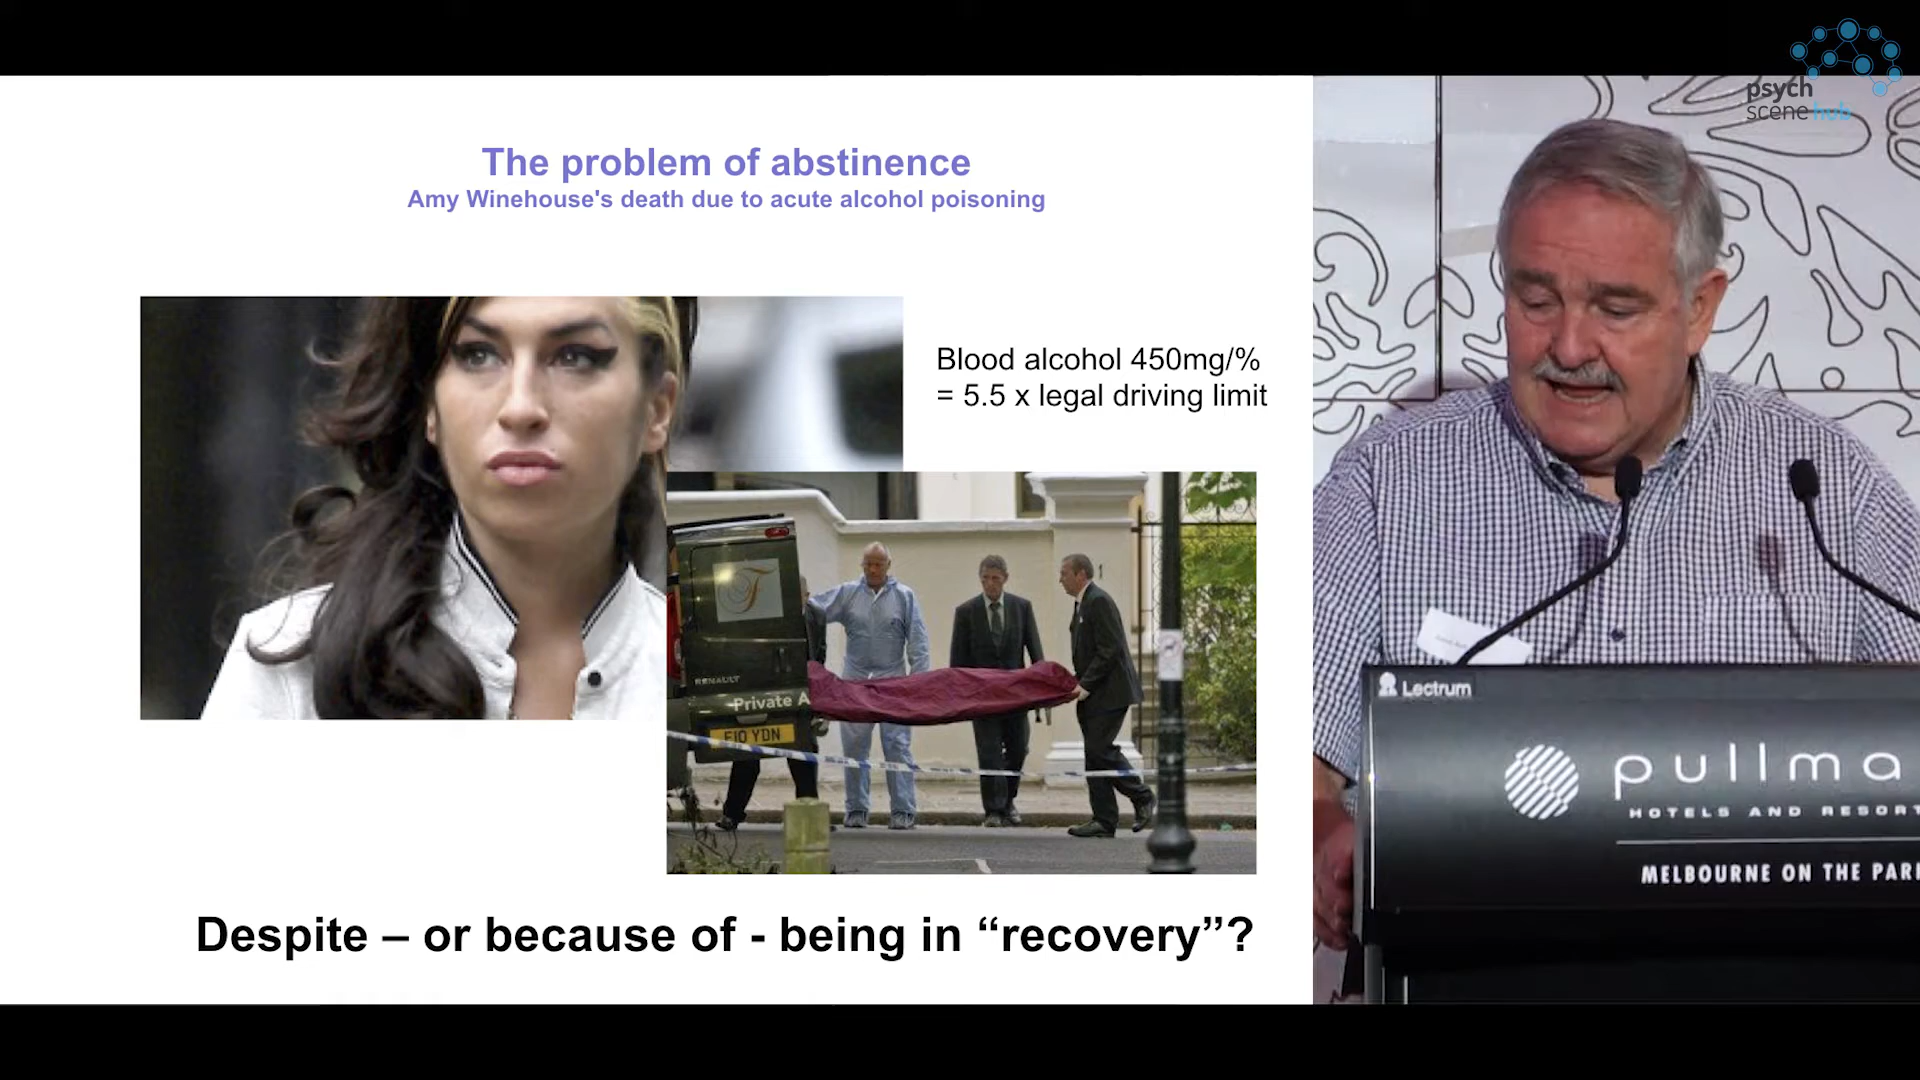 psych
scene hub
The problem of abstinence
Amy Winehouse's death due to acute alcohol poisoning
Blood alcohol 450mg/%
= 5.5 x legal driving limit
RENAULT
Private A
E10 YDN
Despite – or because of - being in “recovery”?
Lectrum
pullma
HOTELS AND RESORT
MELBOURNE ON THE PARK